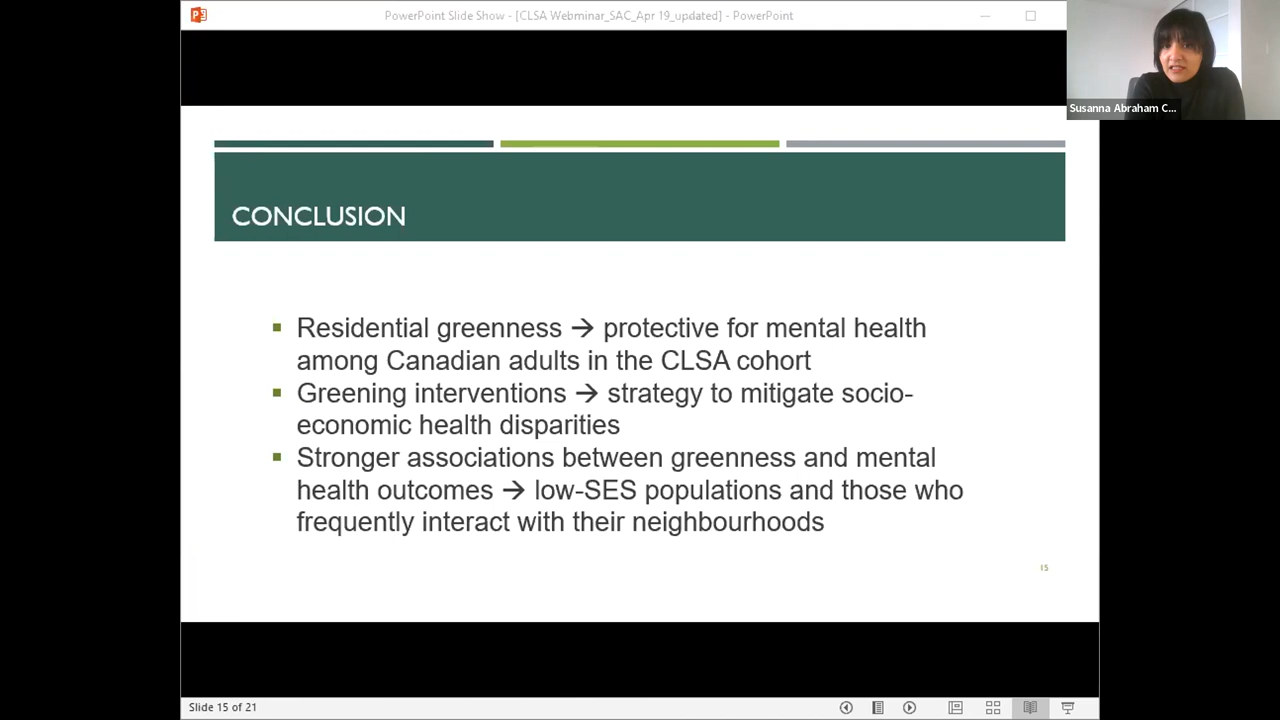 PowerPoint Slide Show - [CLSA Webminar_SAC_Apr 19_updated] - PowerPoint
Susanna Abraham C...
CONCLUSION
▪ Residential greenness → protective for mental health
among Canadian adults in the CLSA cohort
▪ Greening interventions → strategy to mitigate socio-
economic health disparities
▪ Stronger associations between greenness and mental
health outcomes → low-SES populations and those who
frequently interact with their neighbourhoods
15
Slide 15 of 21